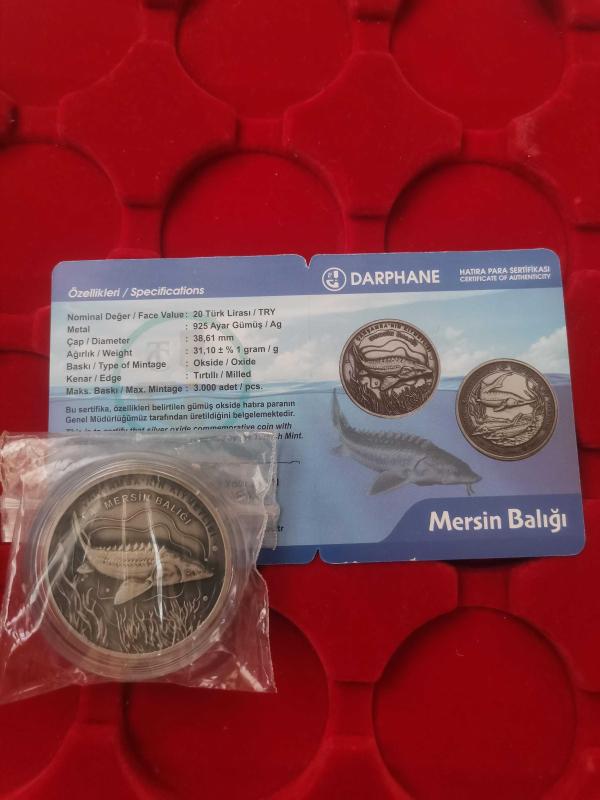 Özellikleri / Specifications
Nominal Değer / Face Value : 20 Türk Lirası / TRY
Metal : 925 Ayar Gümüş / Ag
Çap / Diameter : 38,61 mm
Ağırlık / Weight : 31,10 ± % 1 gram / g
Baskı / Type of Mintage : Okside / Oxide
Kenar / Edge : Tırtıllı / Milled
Maks. Baskı / Max. Mintage : 3.000 adet / pcs.
Bu sertifika, özellikleri belirtilen gümüş okside hatıra paranın
Genel Müdürlüğümüz tarafından üretildiğini belgelemektedir.
This is to certify that silver oxide commemorative coin with
Mint.
DARPHANE
HATIRA PARA SERTİFİKASI
CERTIFICATE OF AUTHENTICITY
Mersin Balığı
MERSİN BALIĞI